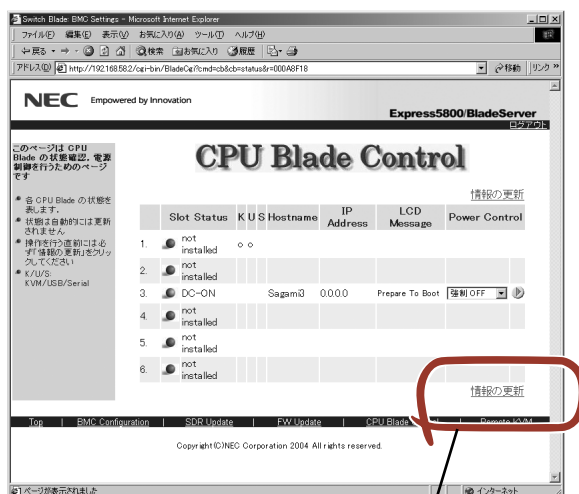 Switch Blade: BMC Settings - Microsoft Internet Explorer
ファイル(F) 編集(E) 表示(V) お気に入り(A) ツール(T) ヘルプ(H)
戻る 検索 お気に入り 履歴
アドレス(D) http://192.168.58.2/cgi-bin/BladeCgi?cmd=cb&cb=status&r=000A8F18 移動 リンク »
NEC Empowered by Innovation
Express5800/BladeServer
ログアウト
このページは CPU
Blade の状態確認、電源
制御を行うためのページ
です
各 CPU Blade の状態を
表します。
状態は自動的には更新
されません
操作を行う直前には必
ず「情報の更新」をクリッ
クしてください
K/U/S:
KVM/USB/Serial
CPU Blade Control
情報の更新
Slot Status K U S Hostname IP Address LCD Message Power Control
1. not installed ○ ○
2. not installed
3. DC-ON Sagami3 0.0.0.0 Prepare To Boot 強制 OFF
4. not installed
5. not installed
6. not installed
情報の更新
Top | BMC Configuration | SDR Update | FW Update | CPU Blade | Remote KVM
Copyright(C)NEC Corporation 2004 All rights reserved.
ページが表示されました インターネット